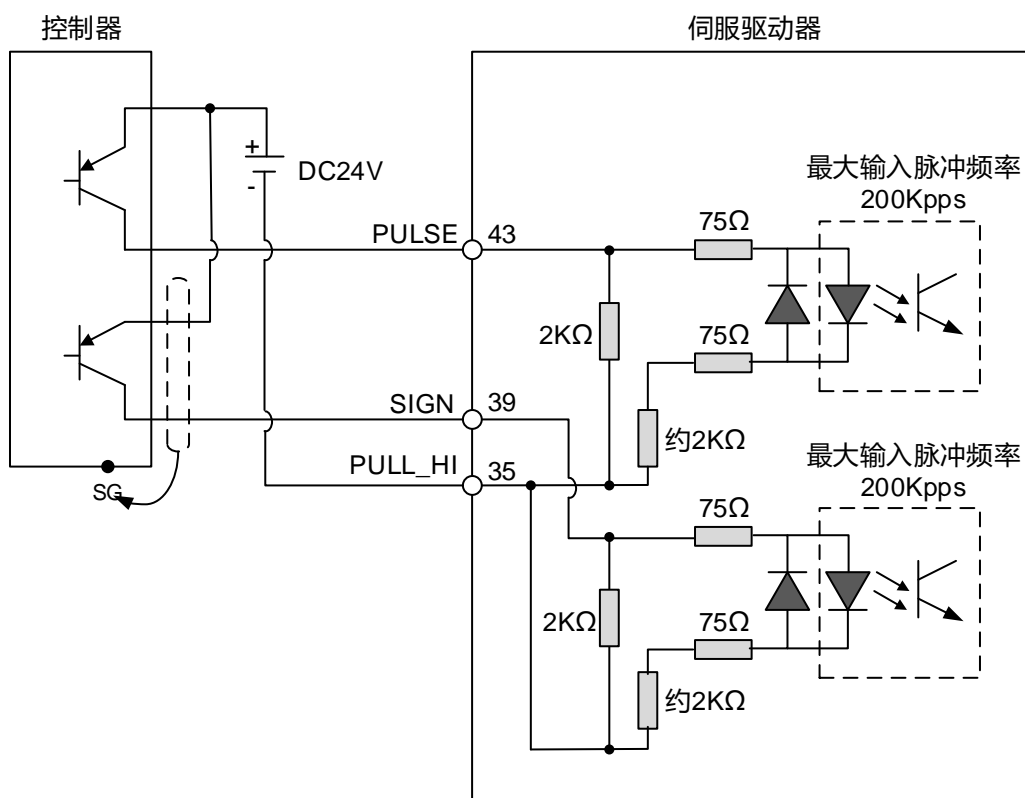 控制器
伺服驱动器
+
-
DC24V
最大输入脉冲频率
200Kpps
PULSE
43
75Ω
2KΩ
75Ω
约2KΩ
SIGN
39
PULL_HI
35
SG
最大输入脉冲频率
200Kpps
75Ω
2KΩ
75Ω
约2KΩ